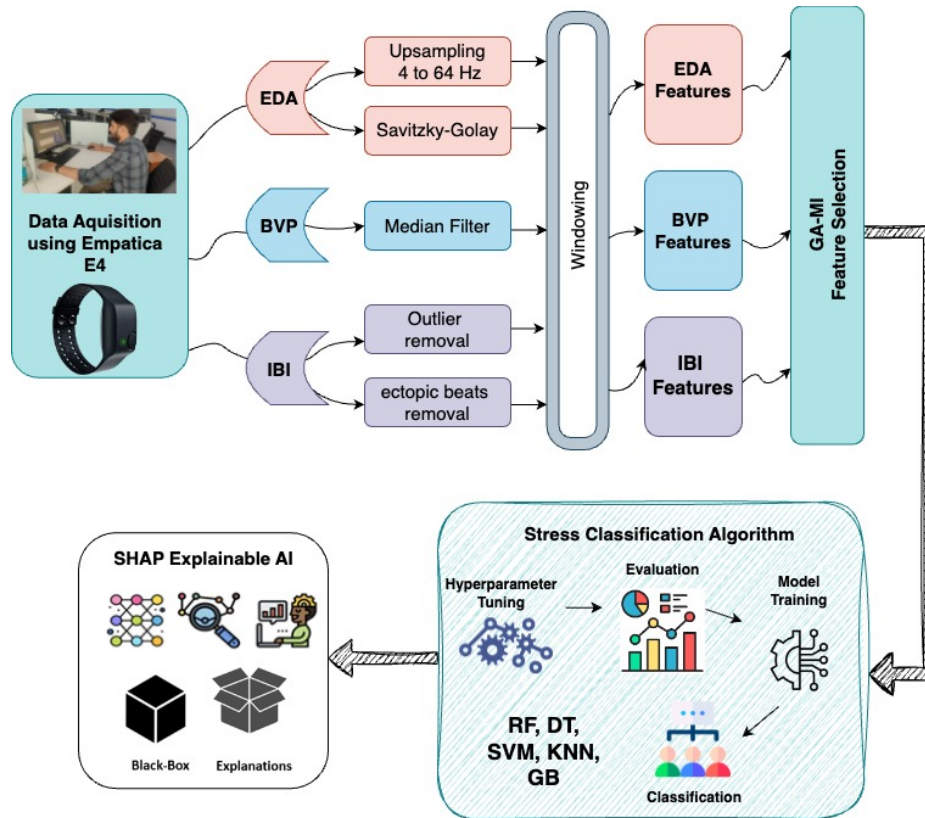 Data Aquisition
using Empatica
E4
EDA
Upsampling
4 to 64 Hz
Savitzky-Golay
BVP
Median Filter
IBI
Outlier
removal
ectopic beats
removal
Windowing
EDA
Features
BVP
Features
IBI
Features
GA-MI
Feature Selection
Stress Classification Algorithm
Hyperparameter
Tuning
Evaluation
Model
Training
RF, DT,
SVM, KNN,
GB
Classification
SHAP Explainable AI
Black-Box
Explanations